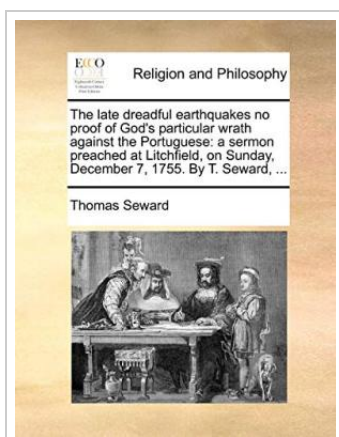 ECCO
Religion and Philosophy
The late dreadful earthquakes no
proof of God's particular wrath
against the Portuguese: a sermon
preached at Litchfield, on Sunday,
December 7, 1755. By T. Seward, ...
Thomas Seward